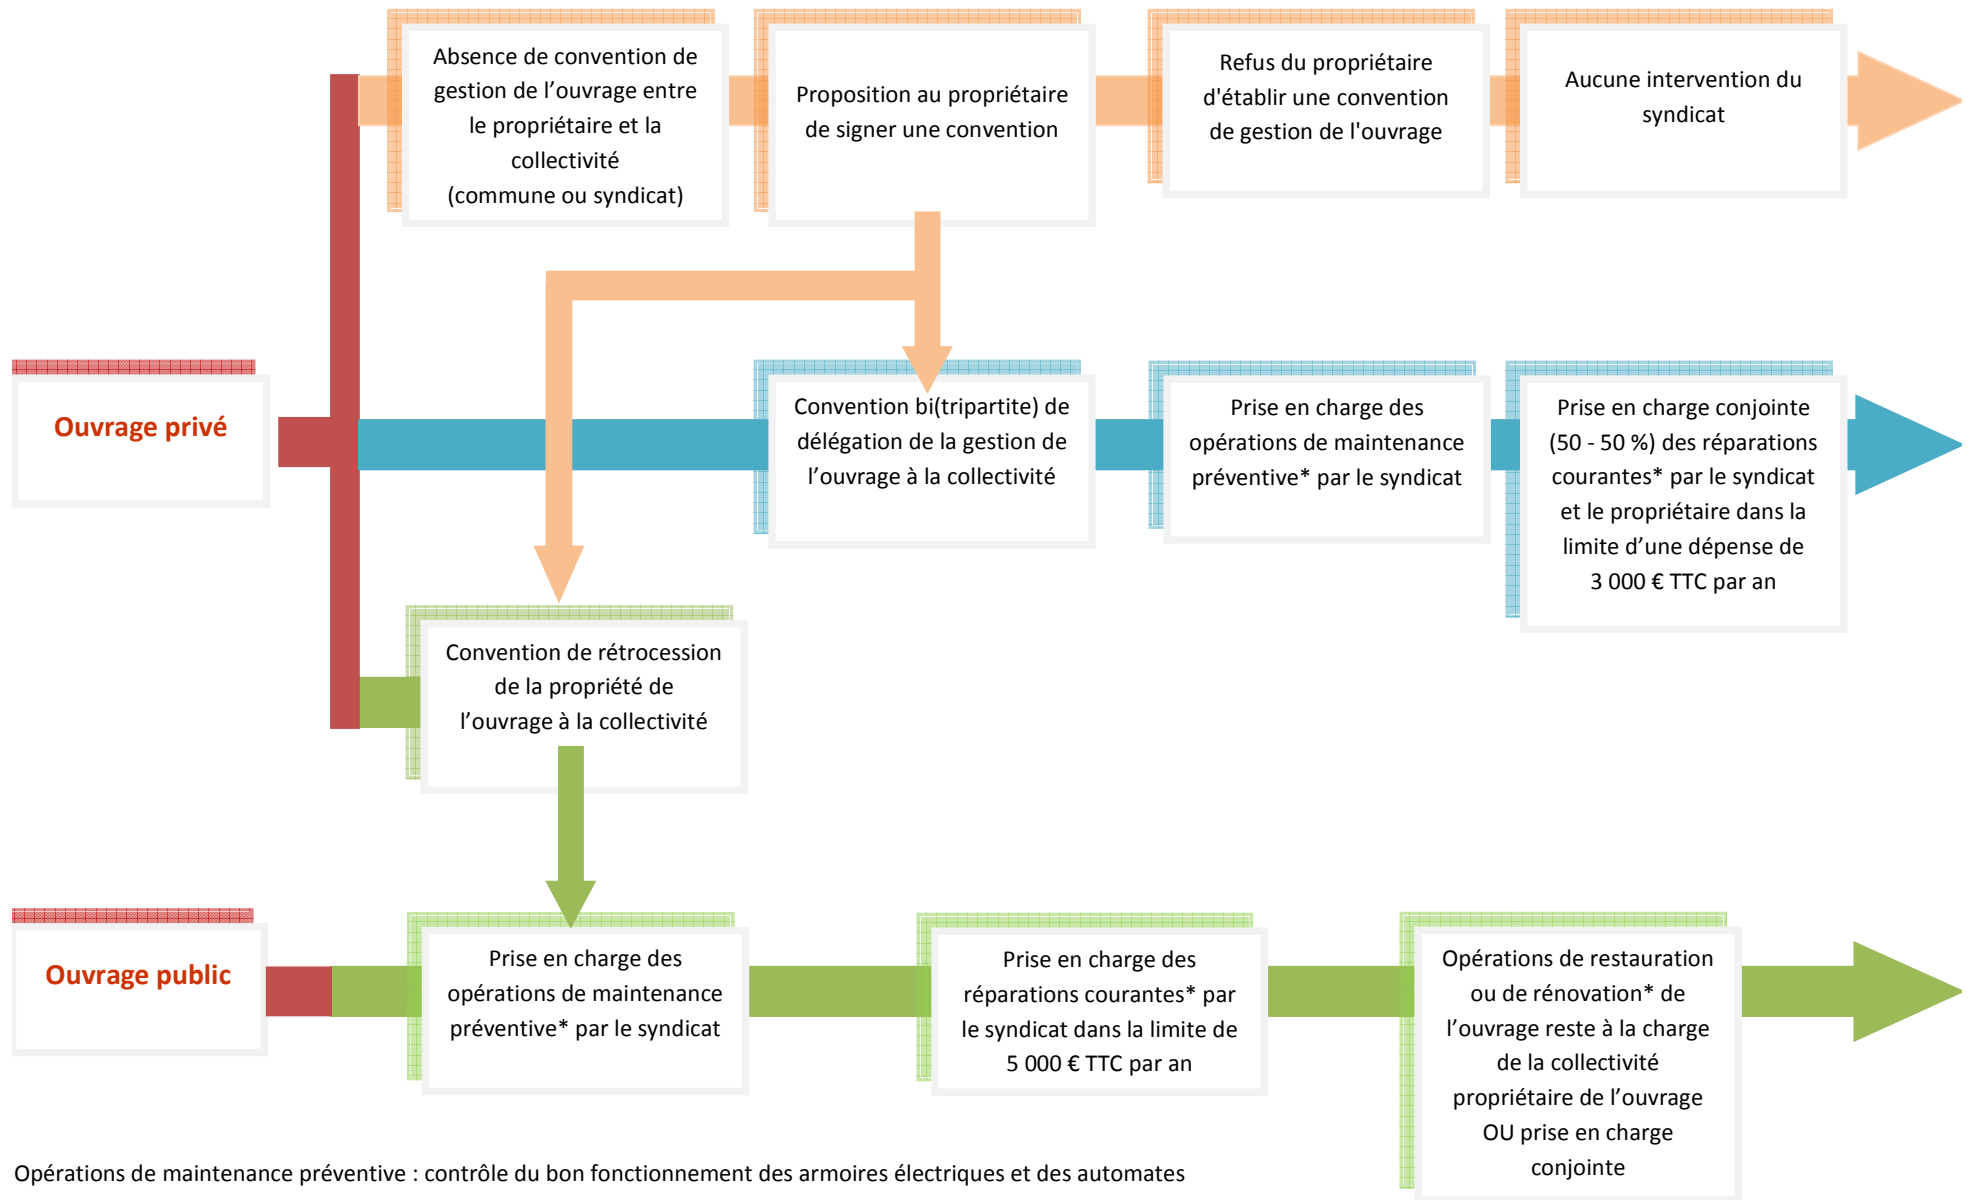 Absence de convention de
gestion de l’ouvrage entre
le propriétaire et la
collectivité
(commune ou syndicat)
Proposition au propriétaire
de signer une convention
Refus du propriétaire
d'établir une convention
de gestion de l'ouvrage
Aucune intervention du
syndicat
Ouvrage privé
Convention bi(tripartite) de
délégation de la gestion de
l’ouvrage à la collectivité
Prise en charge des
opérations de maintenance
préventive* par le syndicat
Prise en charge conjointe
(50 - 50 %) des réparations
courantes* par le syndicat
et le propriétaire dans la
limite d’une dépense de
3 000 € TTC par an
Convention de rétrocession
de la propriété de
l’ouvrage à la collectivité
Ouvrage public
Prise en charge des
opérations de maintenance
préventive* par le syndicat
Prise en charge des
réparations courantes* par
le syndicat dans la limite de
5 000 € TTC par an
Opérations de restauration
ou de rénovation* de
l’ouvrage reste à la charge
de la collectivité
propriétaire de l’ouvrage
OU prise en charge
conjointe
Opérations de maintenance préventive : contrôle du bon fonctionnement des armoires électriques et des automates